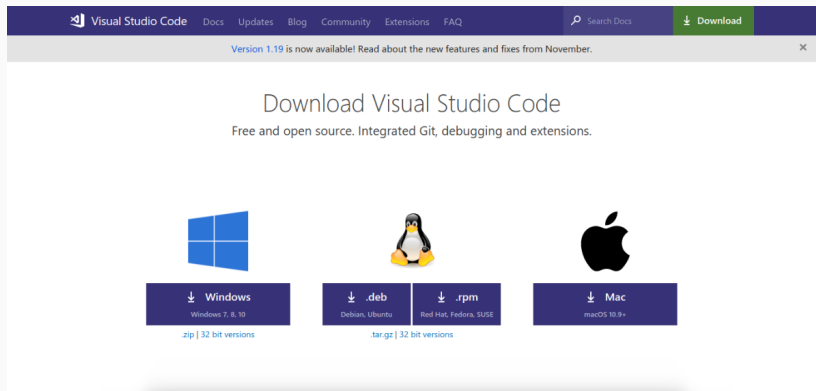 Visual Studio Code Docs Updates Blog Community Extensions FAQ Search Docs Download
Version 1.19 is now available! Read about the new features and fixes from November.
Download Visual Studio Code
Free and open source. Integrated Git, debugging and extensions.
Windows
Windows 7, 8, 10
.zip | 32 bit versions
.deb
Debian, Ubuntu
.rpm
Red Hat, Fedora, SUSE
.tar.gz | 32 bit versions
Mac
macOS 10.9+